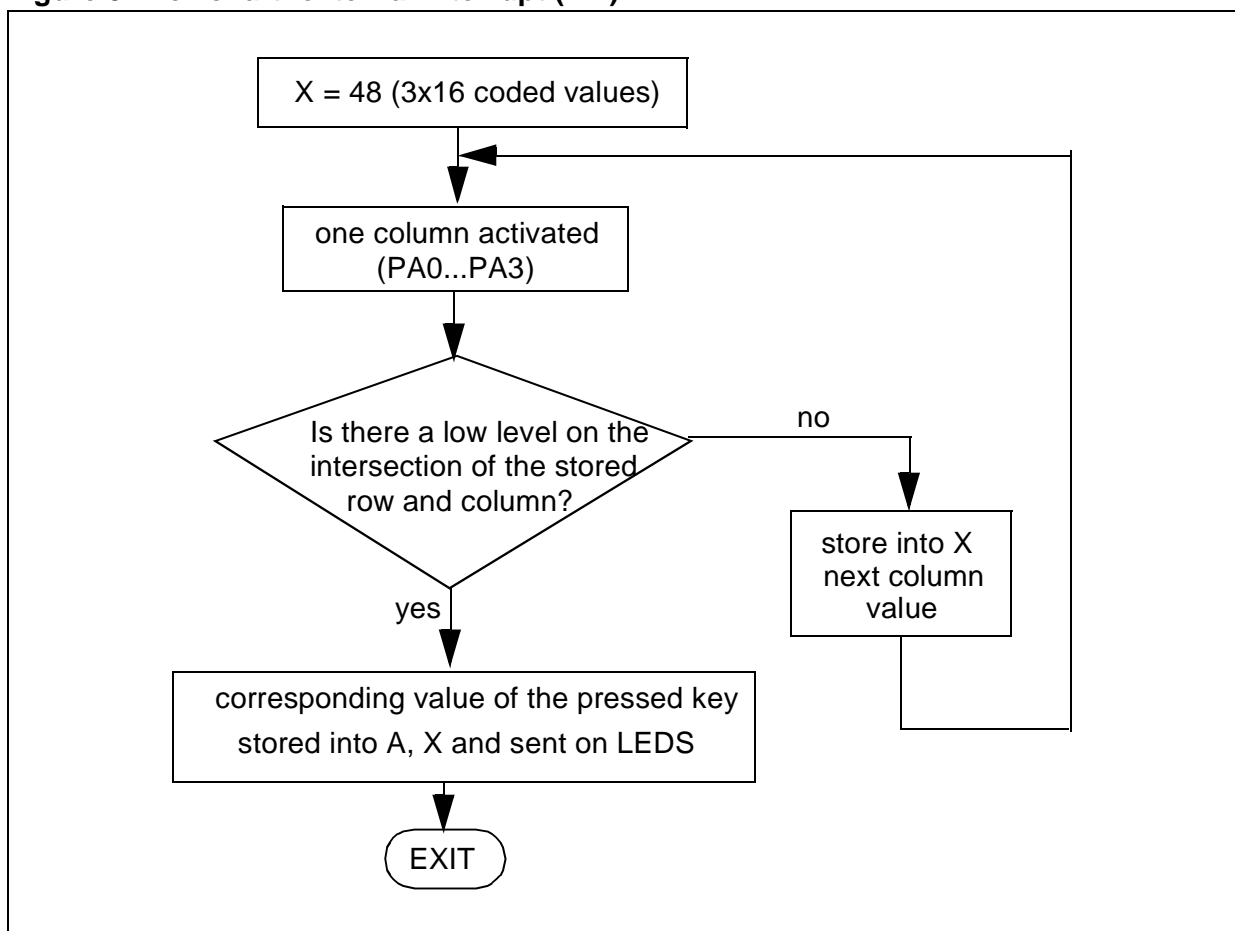 X = 48 (3x16 coded values)
one column activated
(PA0...PA3)
Is there a low level on the
intersection of the stored
row and column?
no
store into X
next column
value
yes
corresponding value of the pressed key
stored into A, X and sent on LEDS
EXIT